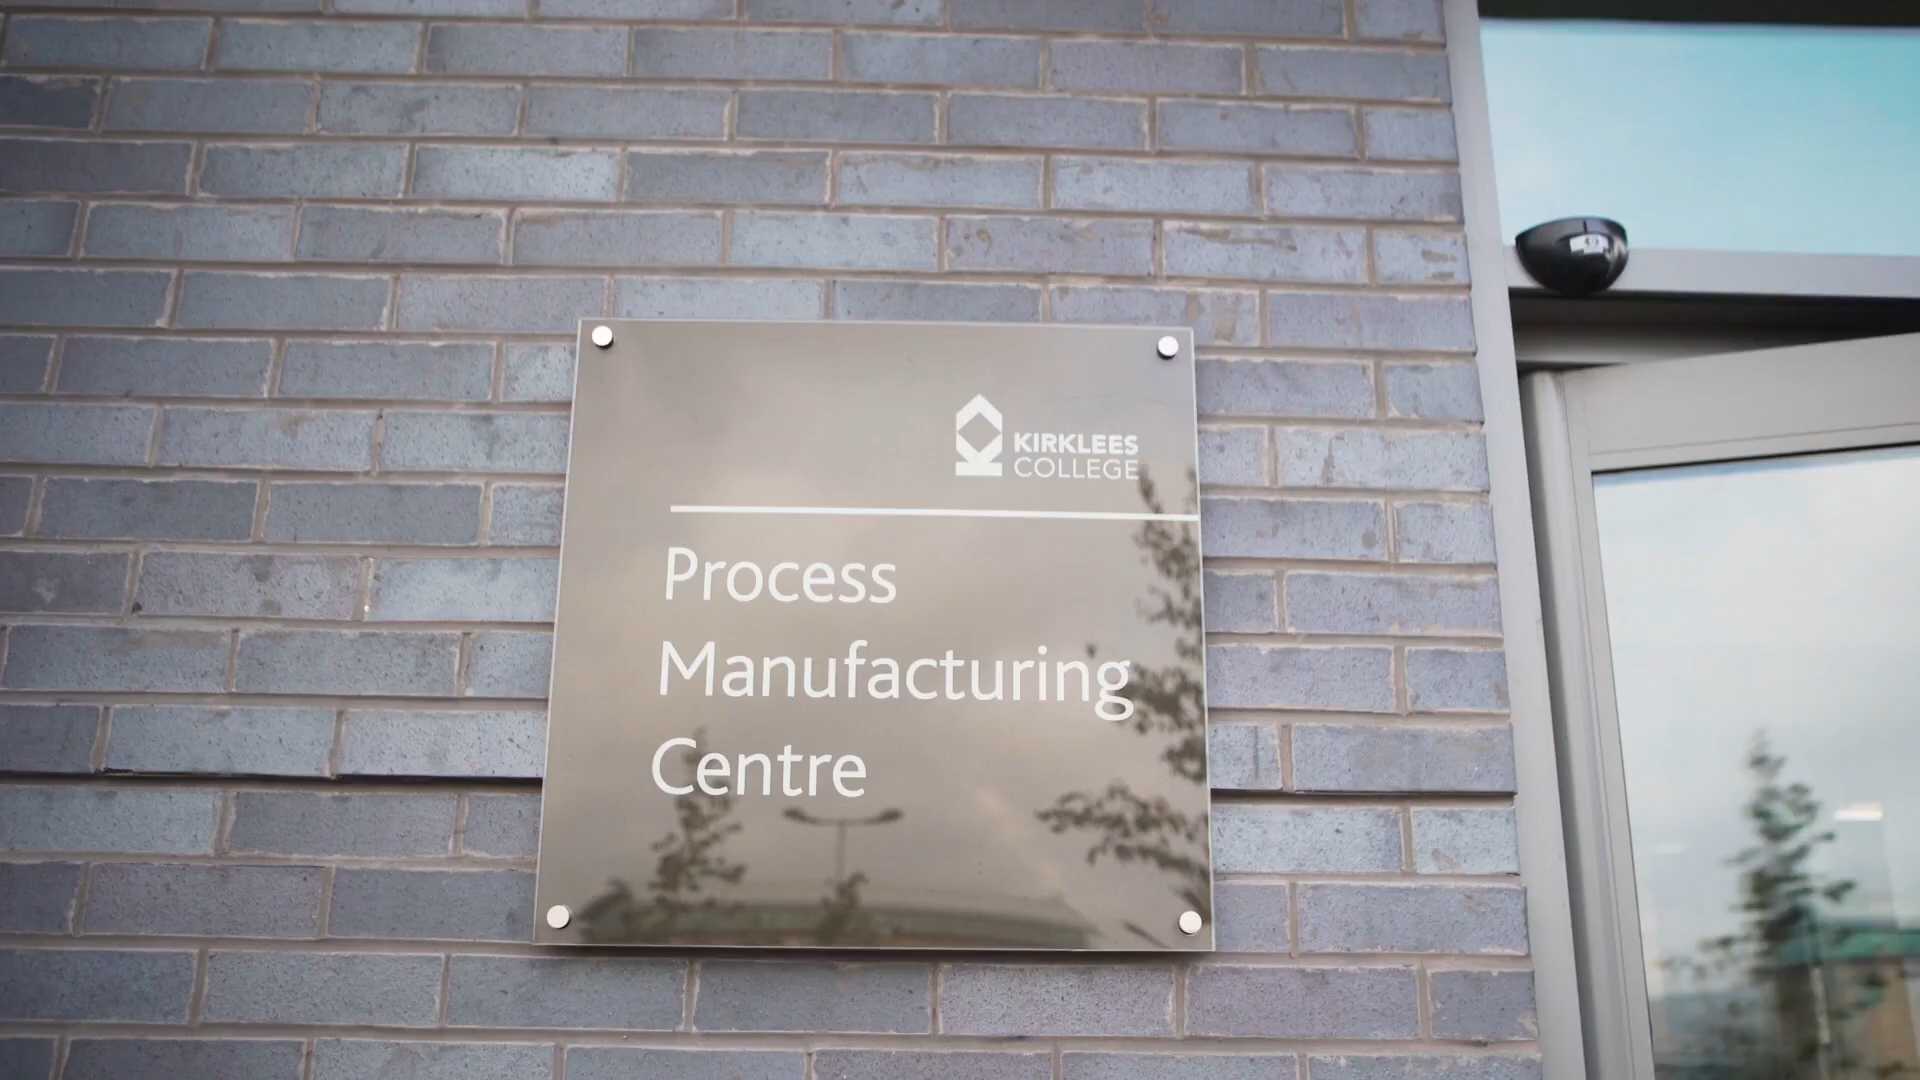 KIRKLEES
COLLEGE
Process
Manufacturing
Centre